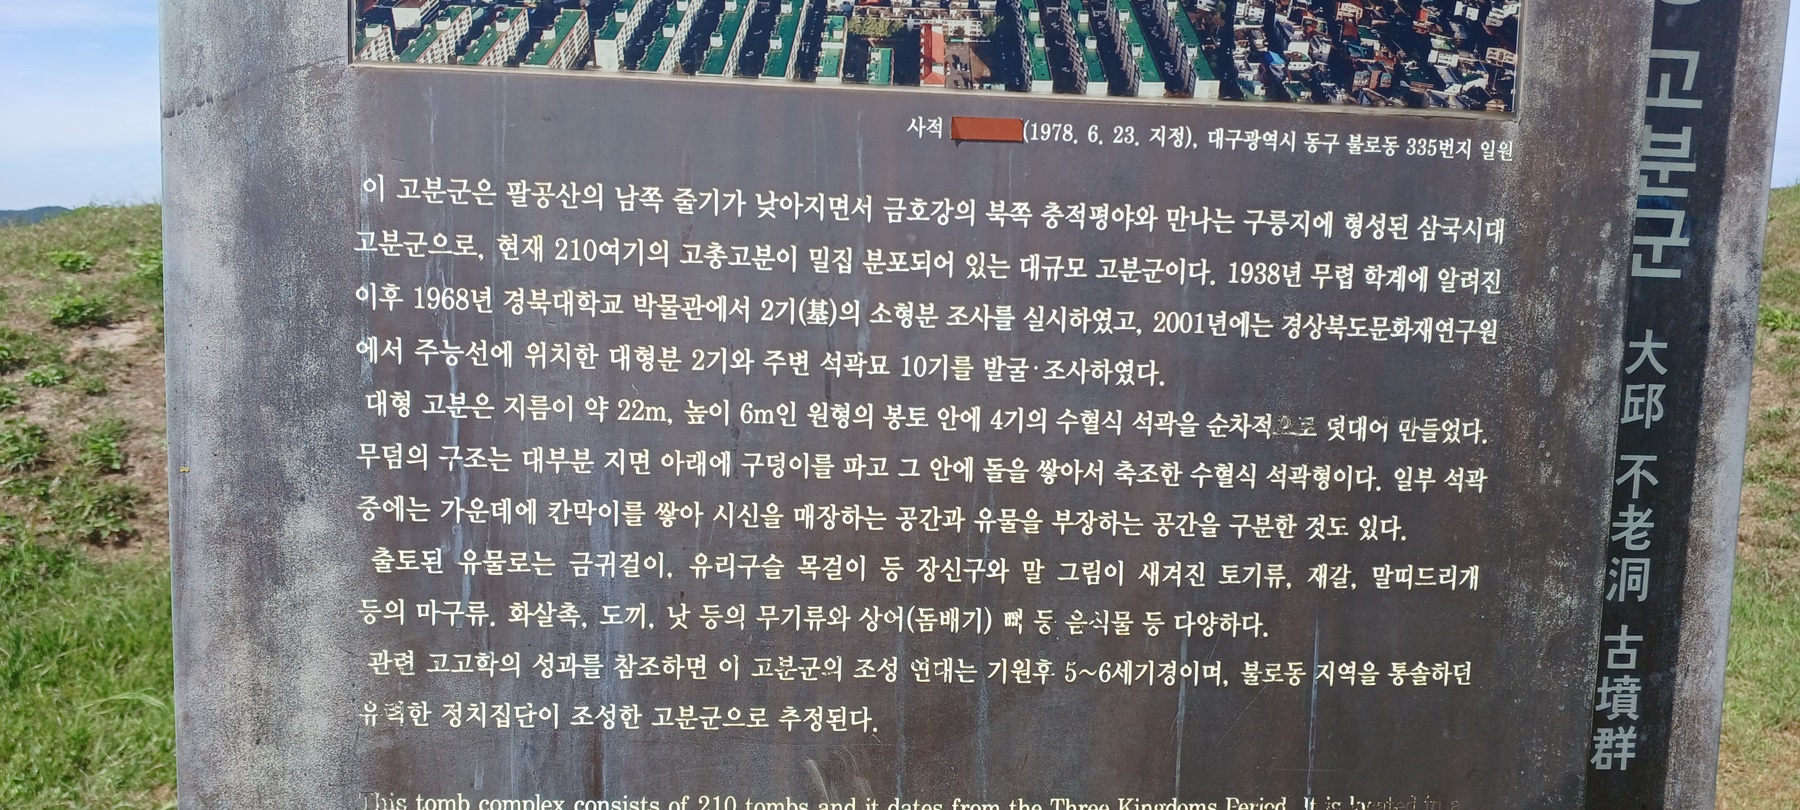 사적 (1978. 6. 23. 지정), 대구광역시 동구 불로동 335번지 일원
이 고분군은 팔공산의 남쪽 줄기가 낮아지면서 금호강의 북쪽 충적평야와 만나는 구릉지에 형성된 삼국시대
고분군으로, 현재 210여기의 고총고분이 밀집 분포되어 있는 대규모 고분군이다. 1938년 무렵 학계에 알려진
이후 1968년 경북대학교 박물관에서 2기(基)의 소형분 조사를 실시하였고, 2001년에는 경상북도문화재연구원
에서 주능선에 위치한 대형분 2기와 주변 석곽묘 10기를 발굴·조사하였다.
대형 고분은 지름이 약 22m, 높이 6m인 원형의 봉토 안에 4기의 수혈식 석곽을 순차적으로 덧대어 만들었다.
무덤의 구조는 대부분 지면 아래에 구덩이를 파고 그 안에 돌을 쌓아서 축조한 수혈식 석곽형이다. 일부 석곽
중에는 가운데에 칸막이를 쌓아 시신을 매장하는 공간과 유물을 부장하는 공간을 구분한 것도 있다.
출토된 유물로는 금귀걸이, 유리구슬 목걸이 등 장신구와 말 그림이 새겨진 토기류, 재갈, 말띠드리개
등의 마구류. 화살촉, 도끼, 낫 등의 무기류와 상어(돔배기) 뼈 등 음식물 등 다양하다.
관련 고고학의 성과를 참조하면 이 고분군의 조성 연대는 기원후 5~6세기경이며, 불로동 지역을 통솔하던
유력한 정치집단이 조성한 고분군으로 추정된다.
This tomb complex consists of 210 tombs and it dates from the Three Kingdoms Period. It is located in a
고분군 大邱 不老洞 古墳群